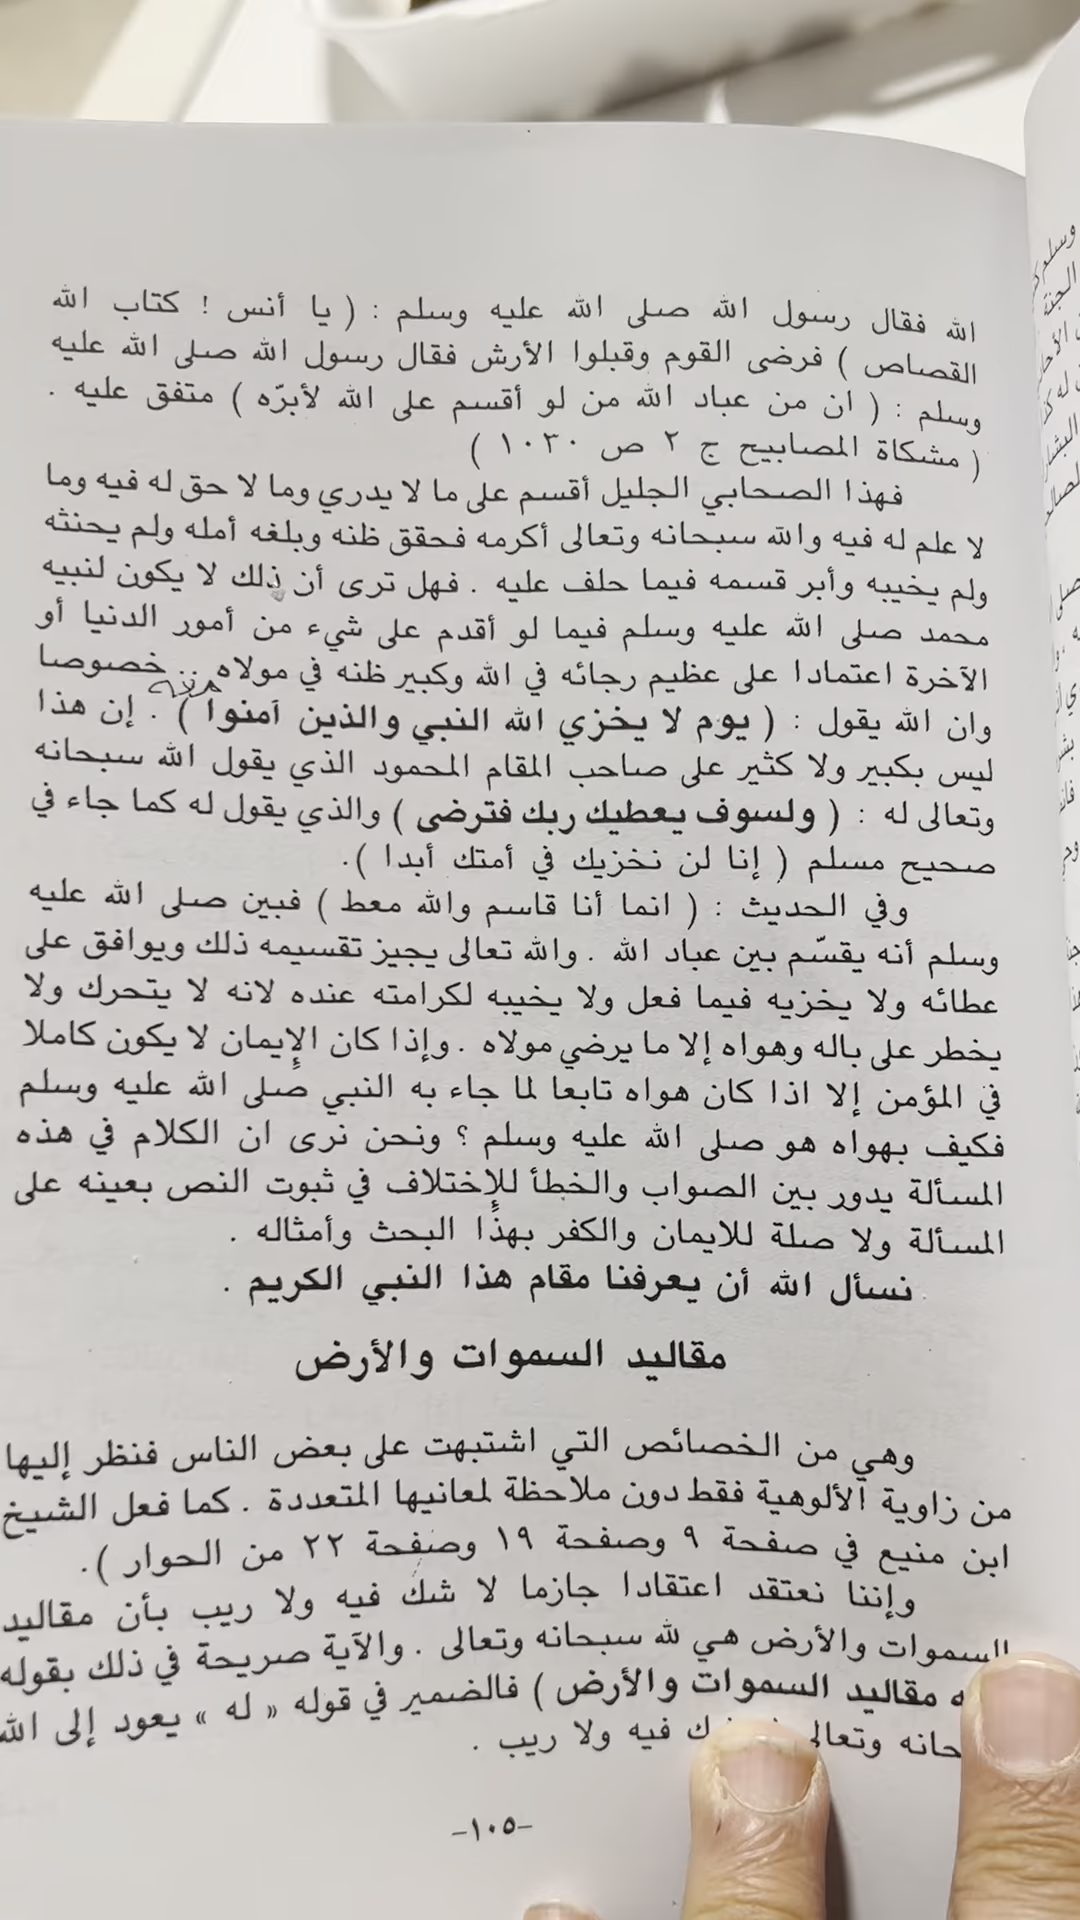 الله فقال رسول الله صلى الله عليه وسلم : ( يا أنس ! كتاب الله
القصاص ) فرضى القوم وقبلوا الأرش فقال رسول الله صلى الله عليه
وسلم : ( ان من عباد الله من لو أقسم على الله لأبرّه ) متفق عليه .
( مشكاة المصابيح ج ٢ ص ١٠٣٠ )
فهذا الصحابي الجليل أقسم على ما لا يدري وما لا حق له فيه وما
لا علم له فيه والله سبحانه وتعالى أكرمه فحقق ظنه وبلغه أمله ولم يحنثه
ولم يخيبه وأبر قسمه فيما حلف عليه . فهل ترى أن ذلك لا يكون لنبيه
محمد صلى الله عليه وسلم فيما لو أقدم على شيء من أمور الدنيا أو
الآخرة اعتمادا على عظيم رجائه في الله وكبير ظنه في مولاه .. خصوصا
وان الله يقول : ( يوم لا يخزي الله النبي والذين آمنوا ) . إن هذا
ليس بكبير ولا كثير على صاحب المقام المحمود الذي يقول الله سبحانه
وتعالى له : ( ولسوف يعطيك ربك فترضى ) والذي يقول له كما جاء في
صحيح مسلم ( إنا لن نخزيك في أمتك أبدا ).
وفي الحديث : ( انما أنا قاسم والله معط ) فبين صلى الله عليه
وسلم أنه يقسّم بين عباد الله . والله تعالى يجيز تقسيمه ذلك ويوافق على
عطائه ولا يخزيه فيما فعل ولا يخيبه لكرامته عنده لانه لا يتحرك ولا
يخطر على باله وهواه إلا ما يرضي مولاه . وإذا كان الإيمان لا يكون كاملا
في المؤمن إلا اذا كان هواه تابعا لما جاء به النبي صلى الله عليه وسلم
فكيف بهواه هو صلى الله عليه وسلم ؟ ونحن نرى ان الكلام في هذه
المسألة يدور بين الصواب والخطأ للإختلاف في ثبوت النص بعينه على
المسألة ولا صلة للايمان والكفر بهذا البحث وأمثاله .
نسأل الله أن يعرفنا مقام هذا النبي الكريم .
مقاليد السموات والأرض
وهي من الخصائص التي اشتبهت على بعض الناس فنظر إليها
من زاوية الألوهية فقط دون ملاحظة لمعانيها المتعددة . كما فعل الشيخ
ابن منيع في صفحة ٩ وصفحة ١٩ وصفحة ٢٢ من الحوار ).
وإننا نعتقد اعتقادا جازما لا شك فيه ولا ريب بأن مقاليد
السموات والأرض هي لله سبحانه وتعالى . والآية صريحة في ذلك بقوله
مقاليد السموات والأرض ) فالضمير في قوله « له » يعود إلى الله
وتعالى فيه ولا ريب .
-١٠٥-